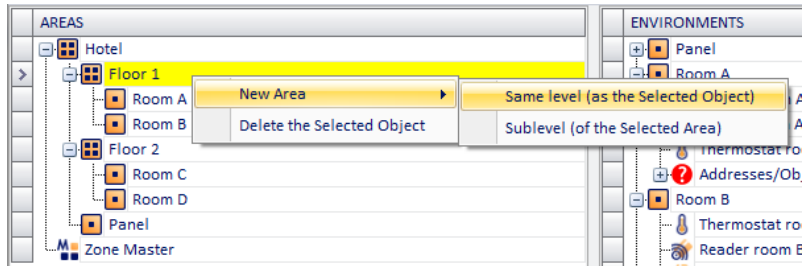 AREAS
Hotel
Floor 1
Room A
Room B
Floor 2
Room C
Room D
Panel
Zone Master
New Area
Delete the Selected Object
Same level (as the Selected Object)
Sublevel (of the Selected Area)
ENVIRONMENTS
Panel
Room A
A
A
Thermostat roo
Addresses/Obj
Room B
Thermostat ro
Reader room B